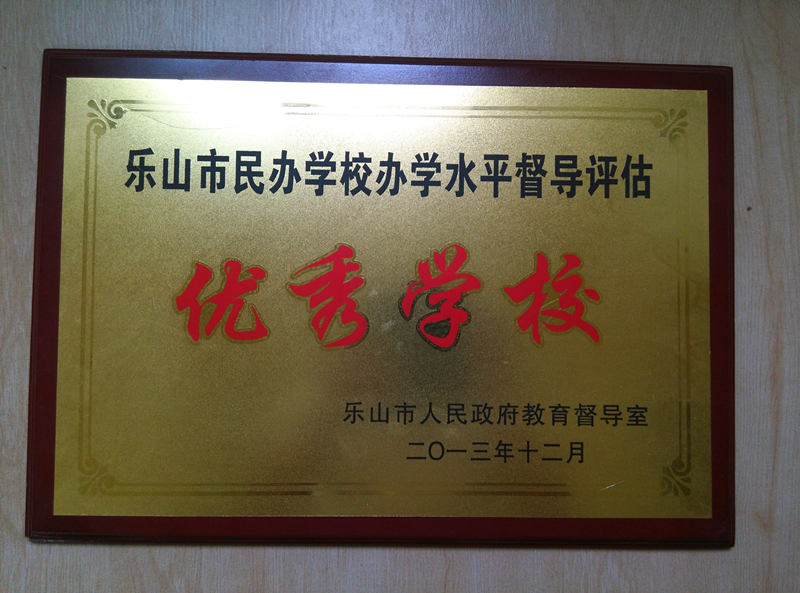 乐山市民办学校办学水平督导评估
优秀学校
乐山市人民政府教育督导室
二〇一三年十二月